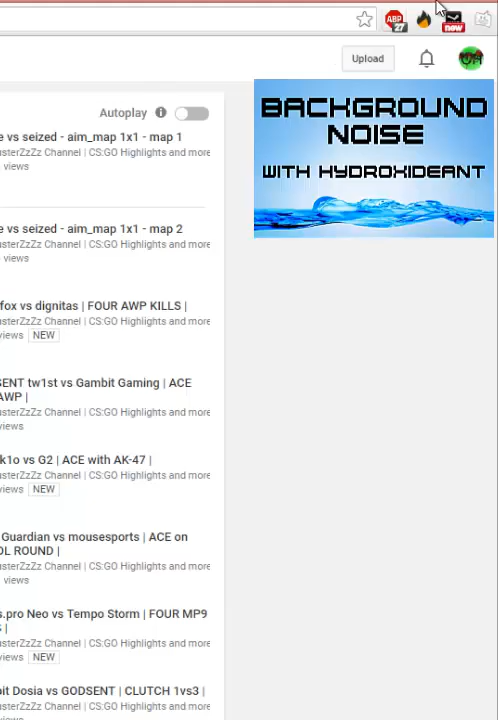 ABP
27
new
Upload
Autoplay
BACKGROUND
NOISE
WITH HYDROXIDEANT
e vs seized - aim_map 1x1 - map 1
sterZzZz Channel | CS:GO Highlights and more
views
e vs seized - aim_map 1x1 - map 2
sterZzZz Channel | CS:GO Highlights and more
views
fox vs dignitas | FOUR AWP KILLS |
sterZzZz Channel | CS:GO Highlights and more
iews NEW
SENT tw1st vs Gambit Gaming | ACE
AWP |
sterZzZz Channel | CS:GO Highlights and more
iews
k1o vs G2 | ACE with AK-47 |
sterZzZz Channel | CS:GO Highlights and more
iews NEW
Guardian vs mousesports | ACE on
OL ROUND |
sterZzZz Channel | CS:GO Highlights and more
views
s.pro Neo vs Tempo Storm | FOUR MP9
S |
sterZzZz Channel | CS:GO Highlights and more
iews NEW
bit Dosia vs GODSENT | CLUTCH 1vs3 |
sterZzZz Channel | CS:GO Highlights and more